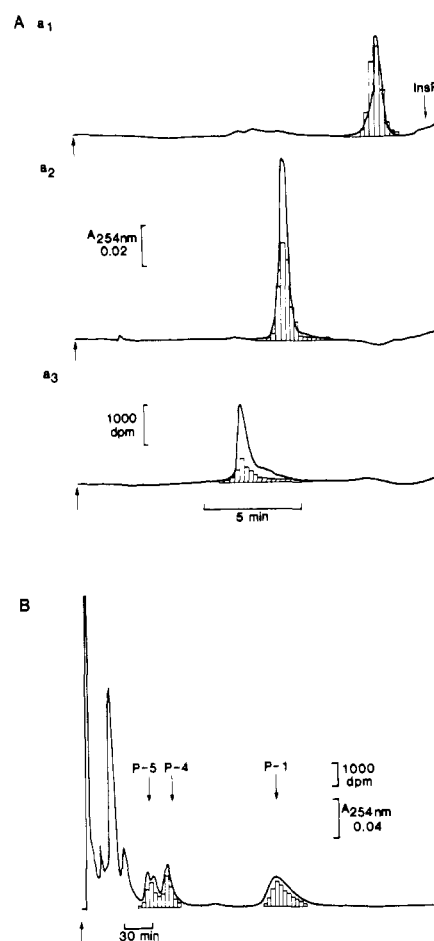 A a1
InsP
a2
A254nm
0.02
a3
1000
dpm
5 min
B
P-5 P-4 P-1
1000
dpm
A254nm
0.04
30 min